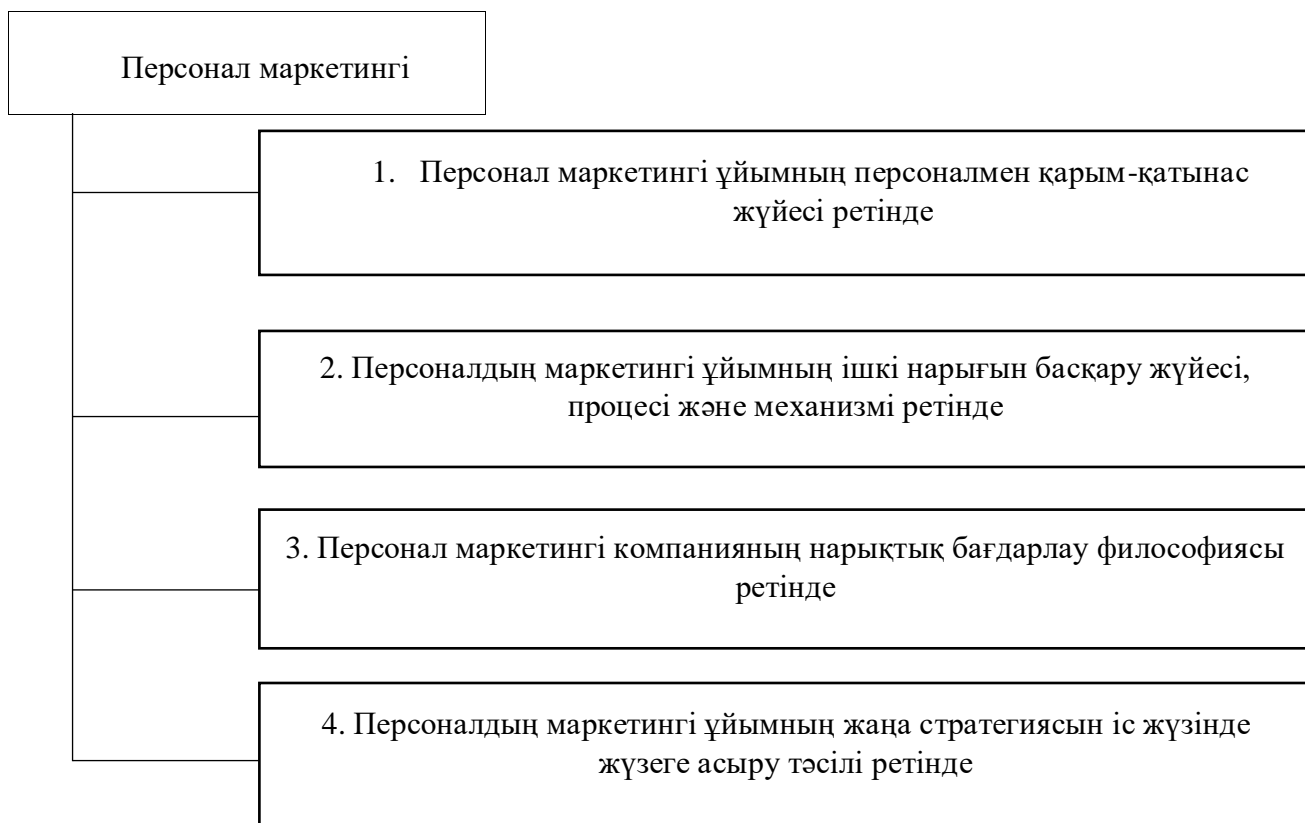 Персонал маркетингі
1. Персонал маркетингі ұйымның персоналмен қарым-қатынас
жүйесі ретінде
2. Персоналдың маркетингі ұйымның ішкі нарығын басқару жүйесі,
процесі және механизмі ретінде
3. Персонал маркетингі компанияның нарықтық бағдарлау философиясы
ретінде
4. Персоналдың маркетингі ұйымның жаңа стратегиясын іс жүзінде
жүзеге асыру тәсілі ретінде